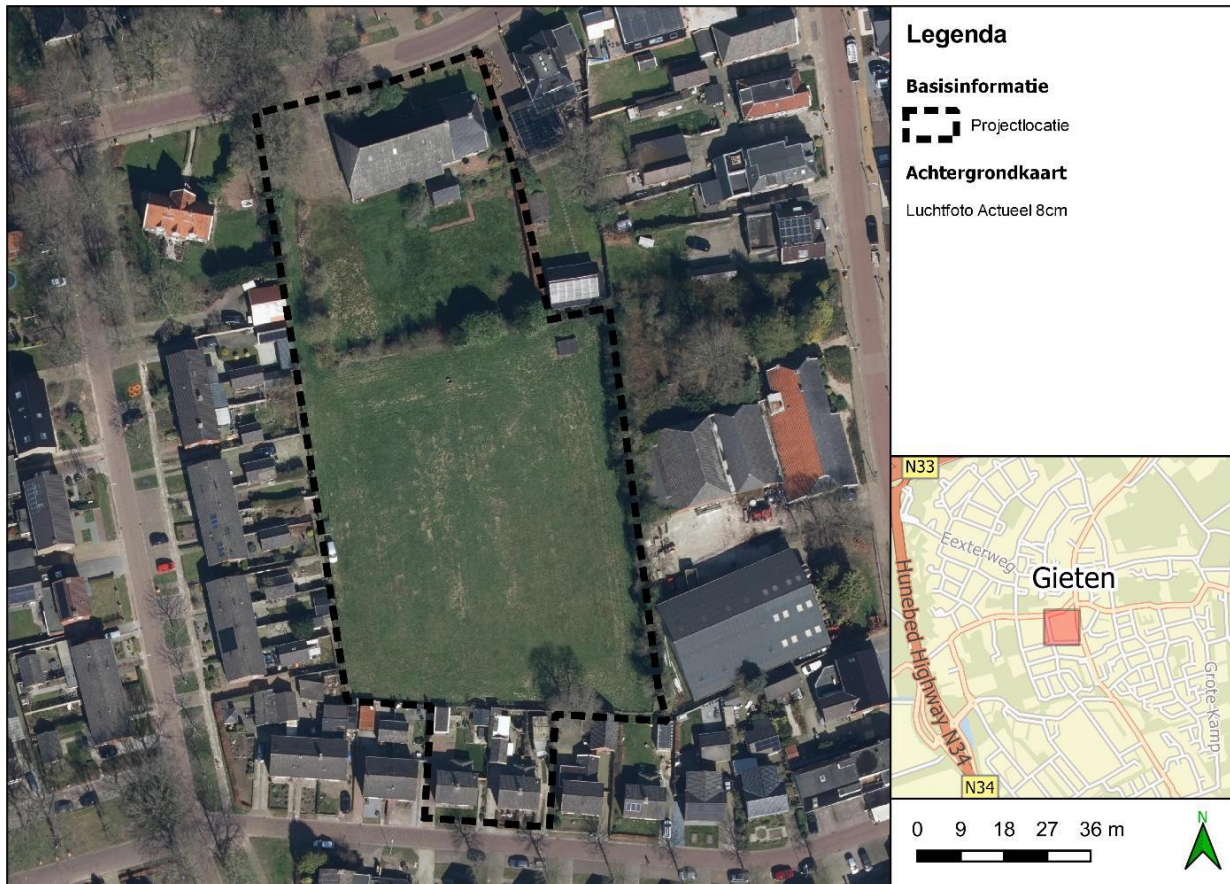 Legenda
Basisinformatie
Projectlocatie
Achtergrondkaart
Luchtfoto Actueel 8cm
N33
Eexterweg
Gieten
Hunebed Highway N34
Grote-Kamp
N34
0 9 18 27 36 m
N